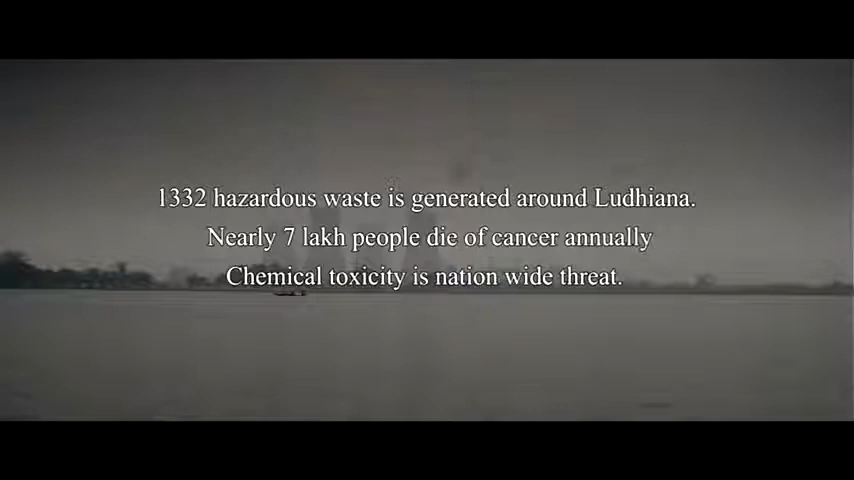 1332 hazardous waste is generated around Ludhiana.
Nearly 7 lakh people die of cancer annually
Chemical toxicity is nation wide threat.